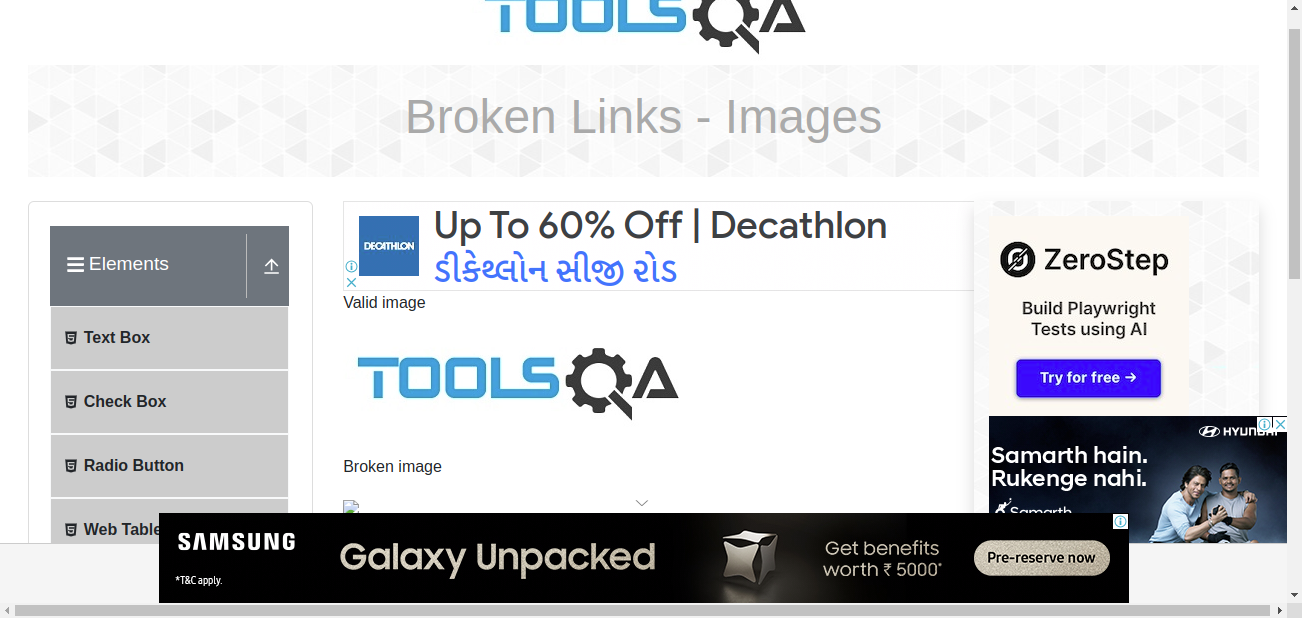 TOOLSQA
Broken Links - Images
Elements
Text Box
Check Box
Radio Button
Web Table
DECATHLON
Up To 60% Off | Decathlon
ડીકેથ્લોન સીજી રોડ
Valid image
TOOLSQA
Broken image
ZeroStep
Build Playwright
Tests using AI
Try for free →
HYUNDAI
Samarth hain.
Rukenge nahi.
Samarth
SAMSUNG
*T&C apply.
Galaxy Unpacked
Get benefits
worth ₹ 5000*
Pre-reserve now